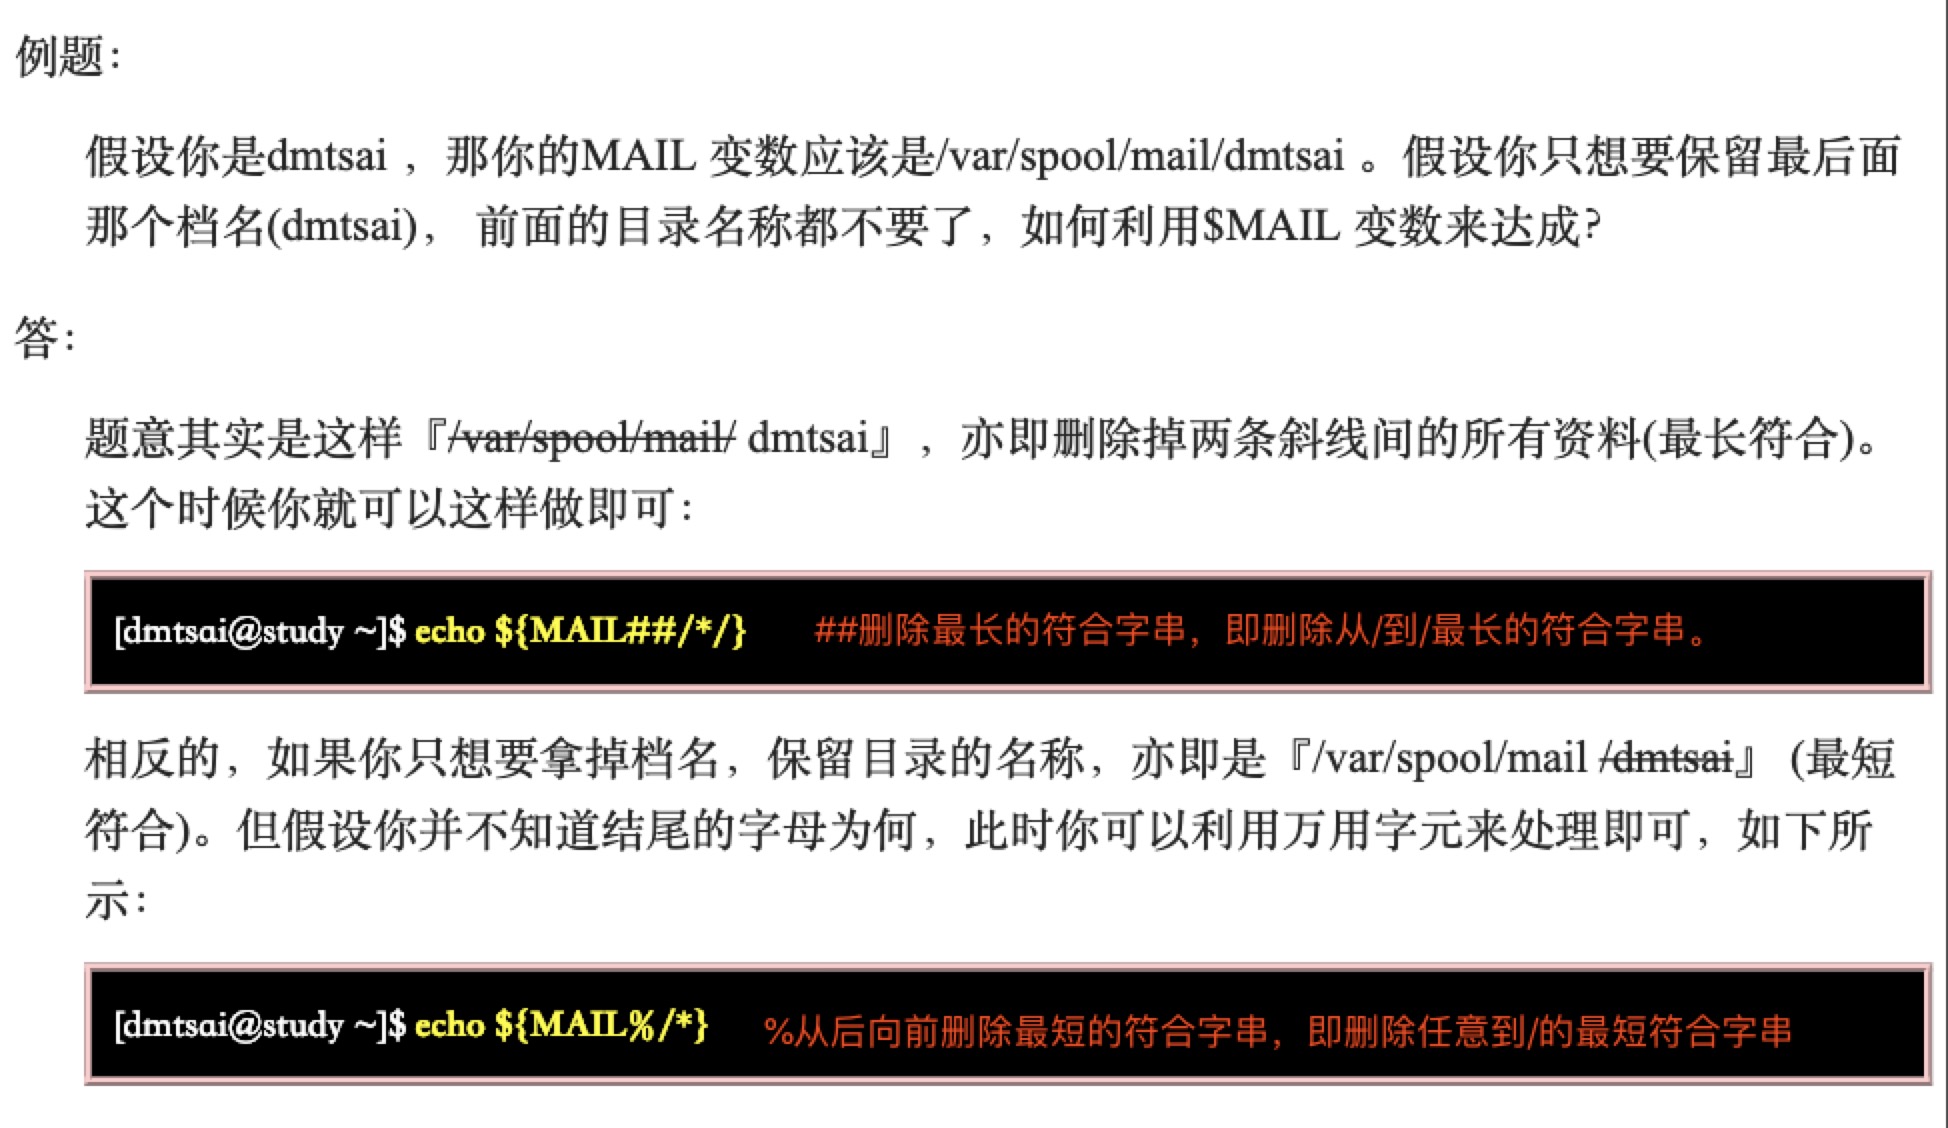 例题：
假设你是dmtsai ，那你的MAIL 变数应该是/var/spool/mail/dmtsai 。假设你只想要保留最后面
那个档名(dmtsai)， 前面的目录名称都不要了，如何利用$MAIL 变数来达成？
答：
题意其实是这样『/var/spool/mail/ dmtsai』，亦即删除掉两条斜线间的所有资料(最长符合)。
这个时候你就可以这样做即可：
[dmtsai@study ~]$ echo ${MAIL##/*/} ##删除最长的符合字串，即删除从/到/最长的符合字串。
相反的，如果你只想要拿掉档名，保留目录的名称，亦即是『/var/spool/mail /dmtsai』 (最短
符合)。但假设你并不知道结尾的字母为何，此时你可以利用万用字元来处理即可，如下所
示：
[dmtsai@study ~]$ echo ${MAIL%/*} %从后向前删除最短的符合字串，即删除任意到/的最短符合字串